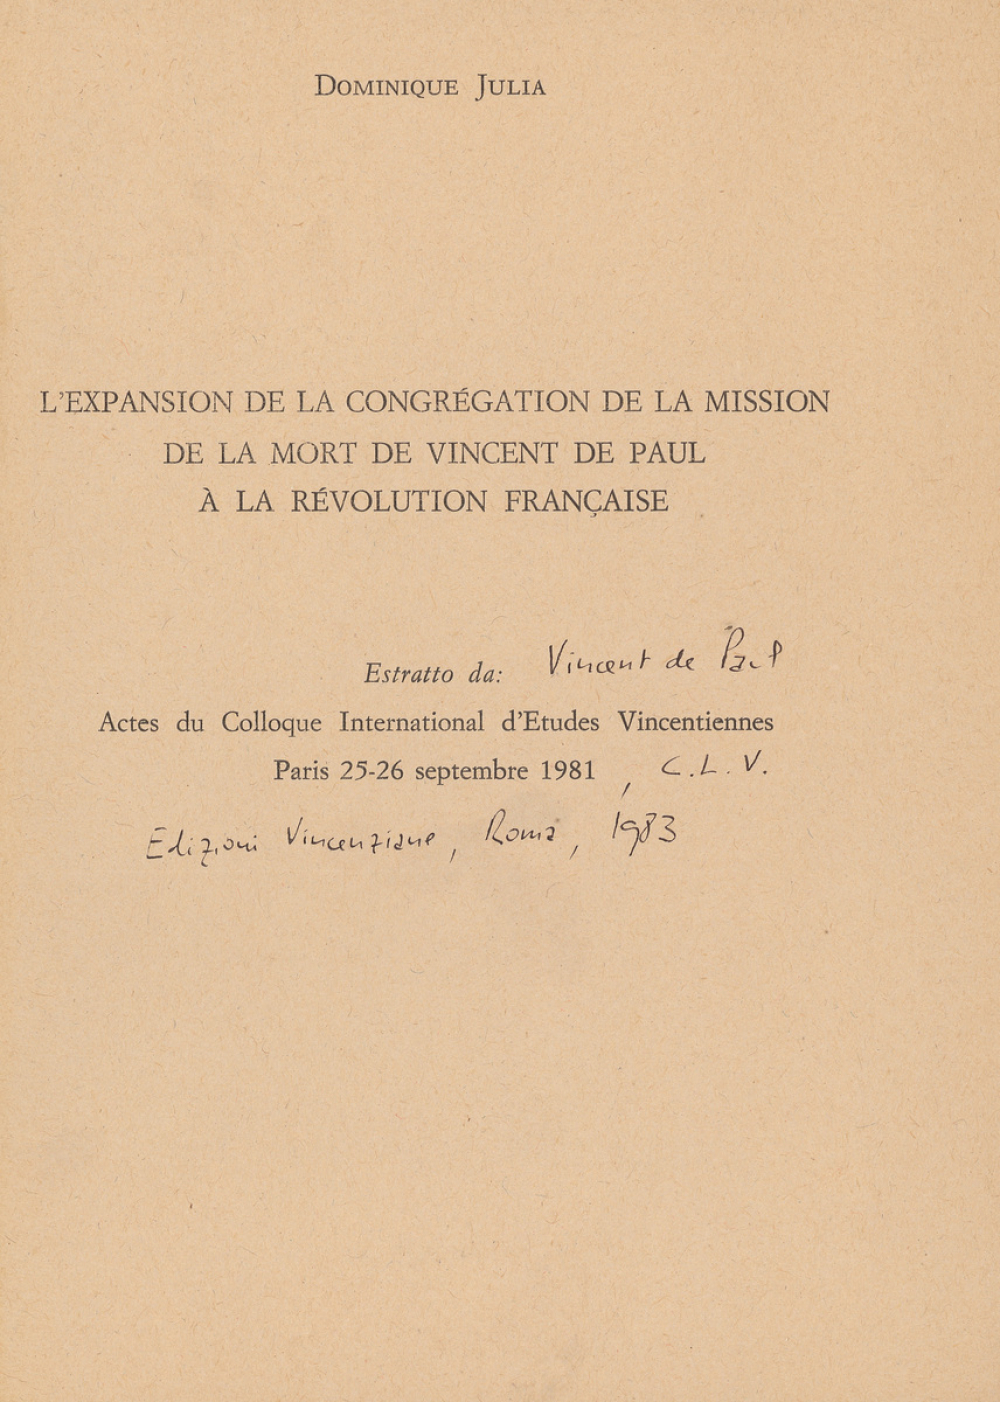 DOMINIQUE JULIA
L'EXPANSION DE LA CONGRÉGATION DE LA MISSION
DE LA MORT DE VINCENT DE PAUL
À LA RÉVOLUTION FRANÇAISE
Estratto da: Vincent de Paul
Actes du Colloque International d'Etudes Vincentiennes
Paris 25-26 septembre 1981, C.L.V.
Edizioni Vincenziane, Roma, 1983